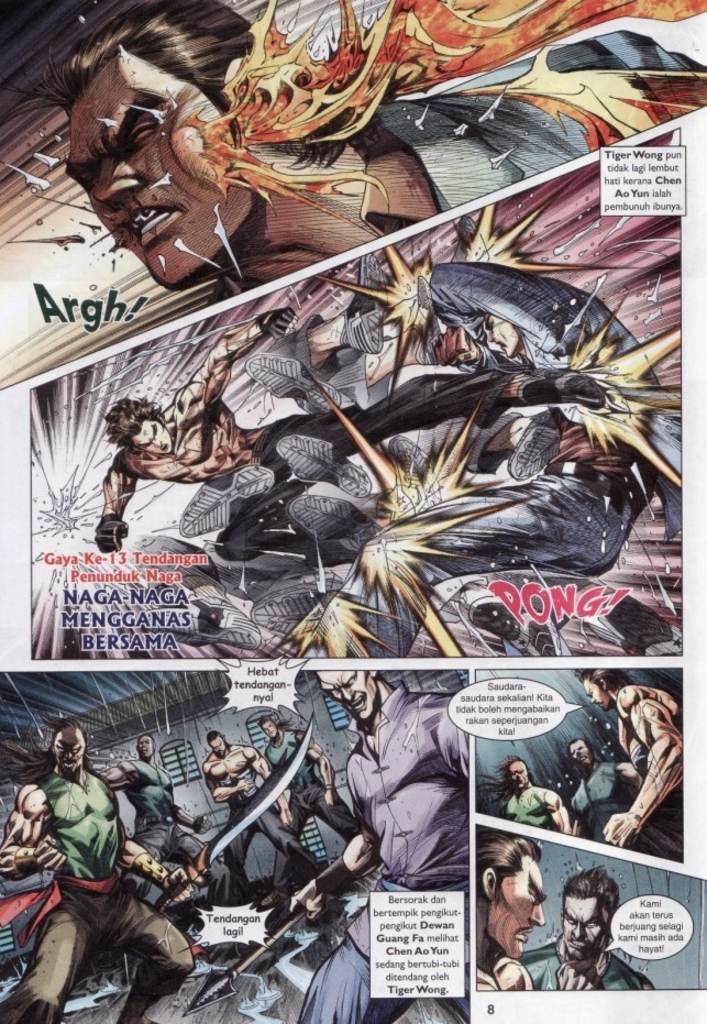 Tiger Wong pun
tidak lagi lembut
hati kerana Chen
Ao Yun ialah
pembunuh ibunya.
Argh!
Gaya Ke-13 Tendangan
Penunduk Naga
NAGA-NAGA
MENGGANAS
BERSAMA
PONG!
Hebat
tendangan-
nya!
Tendangan
lagi!
Bersorak dan
bertempik pengikut-
pengikut Dewan
Guang Fa melihat
Chen Ao Yun
sedang bertubi-tubi
ditendang oleh
Tiger Wong.
Saudara-
saudara sekalian! Kita
tidak boleh mengabaikan
rakan seperjuangan
kita!
Kami
akan terus
berjuang selagi
kami masih ada
hayat!
8